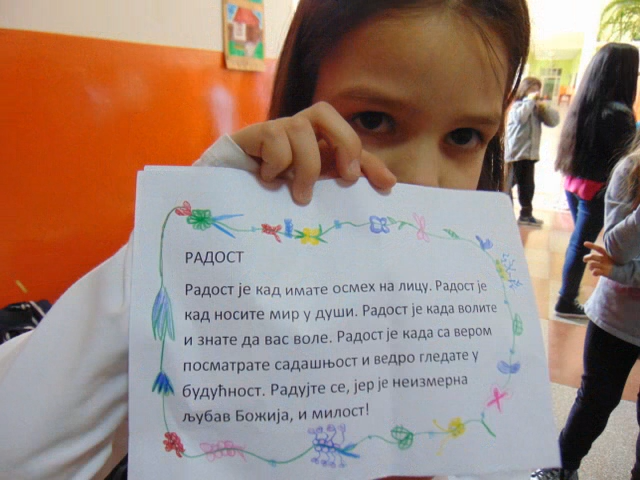 РАДОСТ
Радост је кад имате осмех на лицу. Радост је
кад носите мир у души. Радост је када волите
и знате да вас воле. Радост је када са вером
посматрате садашњост и ведро гледате у
будућност. Радујте се, јер је неизмерна
љубав Божија, и милост!